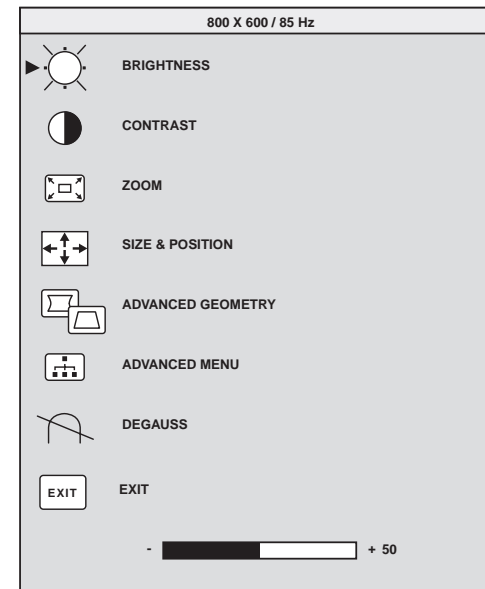 800 X 600 / 85 Hz
BRIGHTNESS
CONTRAST
ZOOM
SIZE & POSITION
ADVANCED GEOMETRY
ADVANCED MENU
DEGAUSS
EXIT EXIT
- + 50